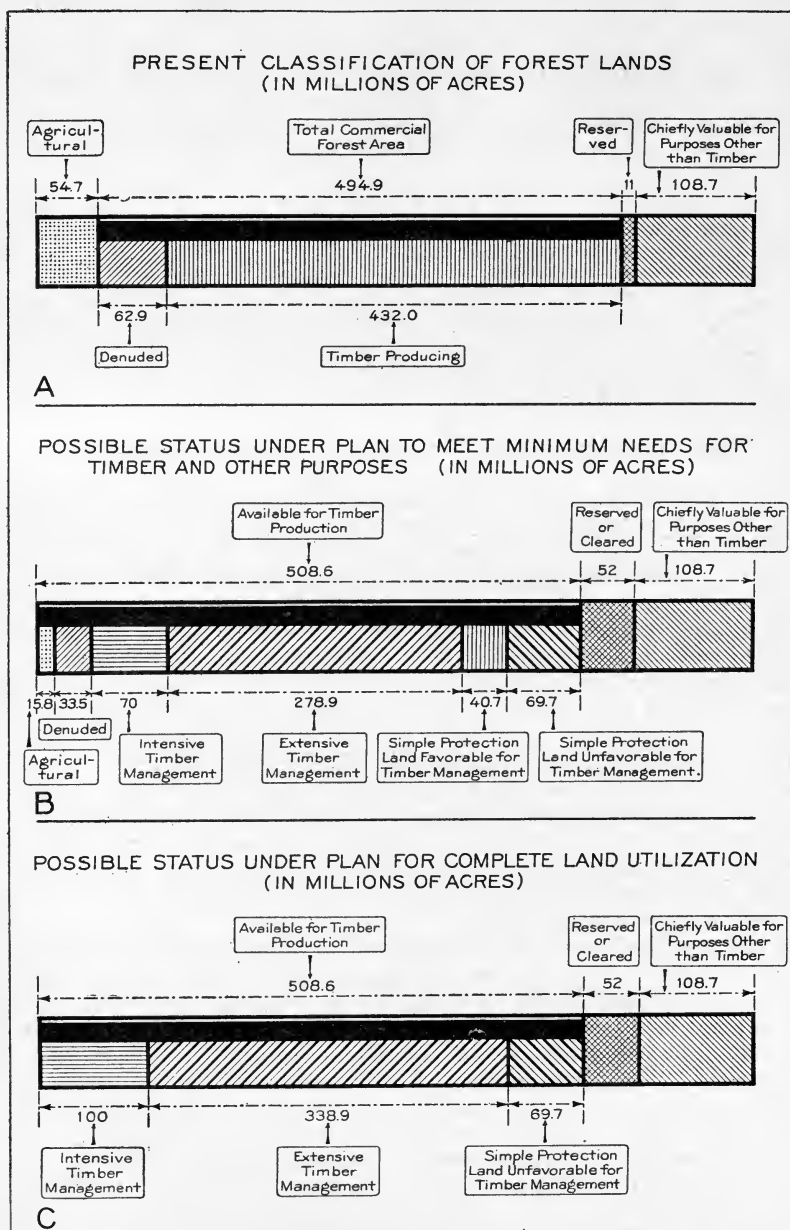 PRESENT CLASSIFICATION OF FOREST LANDS
(IN MILLIONS OF ACRES)
Agricul-
tural
Total Commercial
Forest Area
Reser-
ved
Chiefly Valuable for
Purposes Other
than Timber
54.7
494.9
11
108.7
62.9
432.0
Denuded
Timber Producing
A
POSSIBLE STATUS UNDER PLAN TO MEET MINIMUM NEEDS FOR
TIMBER AND OTHER PURPOSES (IN MILLIONS OF ACRES)
Available for Timber
Production
Reserved
or
Cleared
Chiefly Valuable for
Purposes Other
than Timber
508.6
52
108.7
15.8
33.5
70
278.9
40.7
69.7
Agricul-
tural
Denuded
Intensive
Timber
Management
Extensive
Timber
Management
Simple Protection
Land Favorable for
Timber Management
Simple Protection
Land Unfavorable for
Timber Management.
B
POSSIBLE STATUS UNDER PLAN FOR COMPLETE LAND UTILIZATION
(IN MILLIONS OF ACRES)
Available for Timber
Production
Reserved
or
Cleared
Chiefly Valuable for
Purposes Other
than Timber
508.6
52
108.7
100
338.9
69.7
Intensive
Timber
Management
Extensive
Timber
Management
Simple Protection
Land Unfavorable for
Timber Management
C